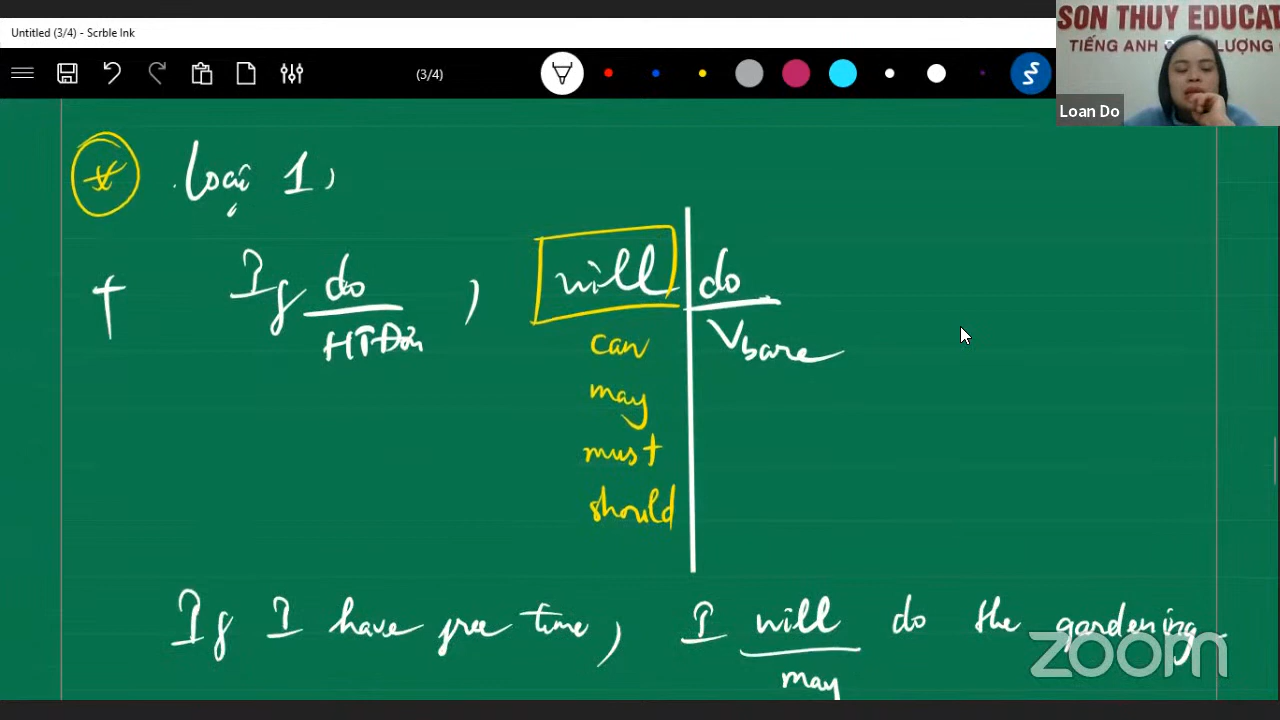 Untitled (3/4) - Scrble Ink
(3/4)
SON THUY EDUCAT
TIẾNG ANH LƯỢNG
Loan Do
Loại 1,
+ If do , will do
HTĐơn Vbare
can
may
must
should
If I have free time, I will do the gardening
may
zoom